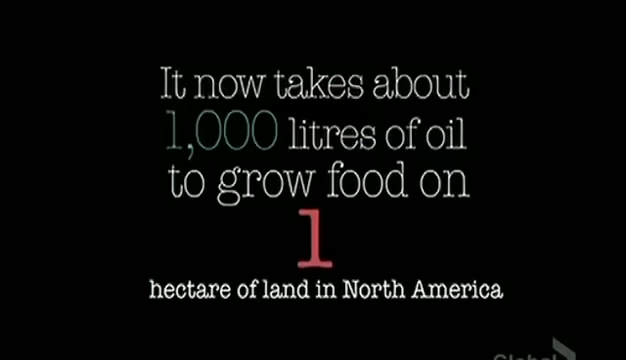 It now takes about
1,000 litres of oil
to grow food on
1
hectare of land in North America
Global